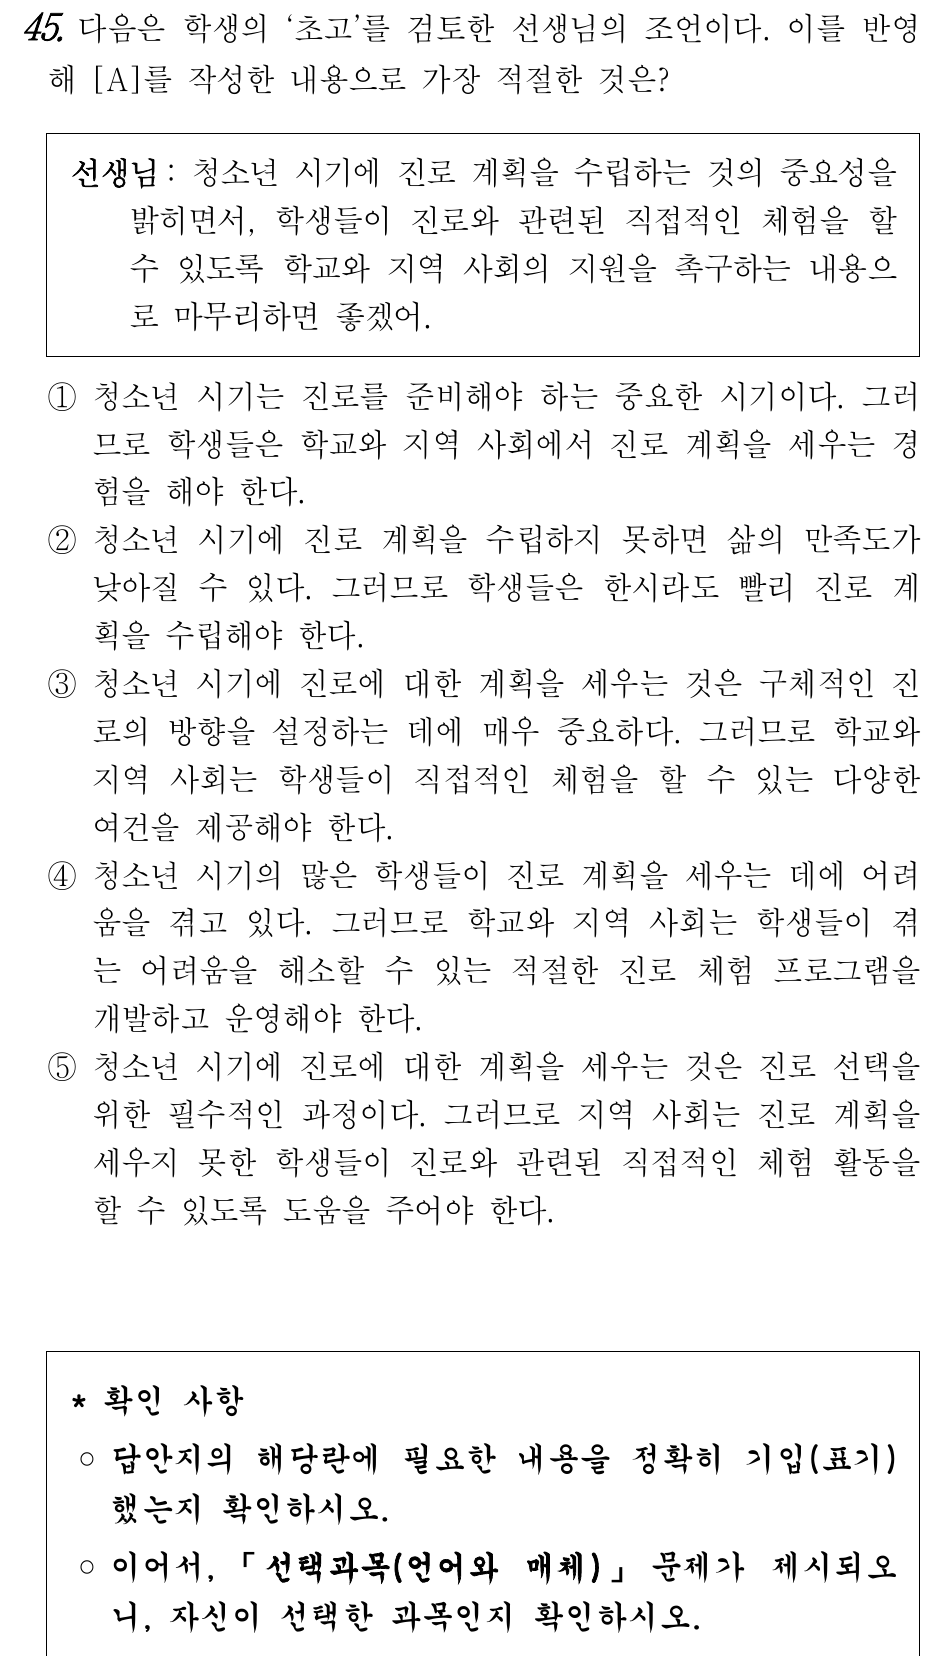 45. 다음은 학생의 ‘초고’를 검토한 선생님의 조언이다. 이를 반영
해 [A]를 작성한 내용으로 가장 적절한 것은?
선생님 : 청소년 시기에 진로 계획을 수립하는 것의 중요성을
밝히면서, 학생들이 진로와 관련된 직접적인 체험을 할
수 있도록 학교와 지역 사회의 지원을 촉구하는 내용으
로 마무리하면 좋겠어.
① 청소년 시기는 진로를 준비해야 하는 중요한 시기이다. 그러
므로 학생들은 학교와 지역 사회에서 진로 계획을 세우는 경
험을 해야 한다.
② 청소년 시기에 진로 계획을 수립하지 못하면 삶의 만족도가
낮아질 수 있다. 그러므로 학생들은 한시라도 빨리 진로 계
획을 수립해야 한다.
③ 청소년 시기에 진로에 대한 계획을 세우는 것은 구체적인 진
로의 방향을 설정하는 데에 매우 중요하다. 그러므로 학교와
지역 사회는 학생들이 직접적인 체험을 할 수 있는 다양한
여건을 제공해야 한다.
④ 청소년 시기의 많은 학생들이 진로 계획을 세우는 데에 어려
움을 겪고 있다. 그러므로 학교와 지역 사회는 학생들이 겪
는 어려움을 해소할 수 있는 적절한 진로 체험 프로그램을
개발하고 운영해야 한다.
⑤ 청소년 시기에 진로에 대한 계획을 세우는 것은 진로 선택을
위한 필수적인 과정이다. 그러므로 지역 사회는 진로 계획을
세우지 못한 학생들이 진로와 관련된 직접적인 체험 활동을
할 수 있도록 도움을 주어야 한다.
* 확인 사항
○ 답안지의 해당란에 필요한 내용을 정확히 기입(표기)
했는지 확인하시오.
○ 이어서, 「선택과목(언어와 매체)」 문제가 제시되오
니, 자신이 선택한 과목인지 확인하시오.